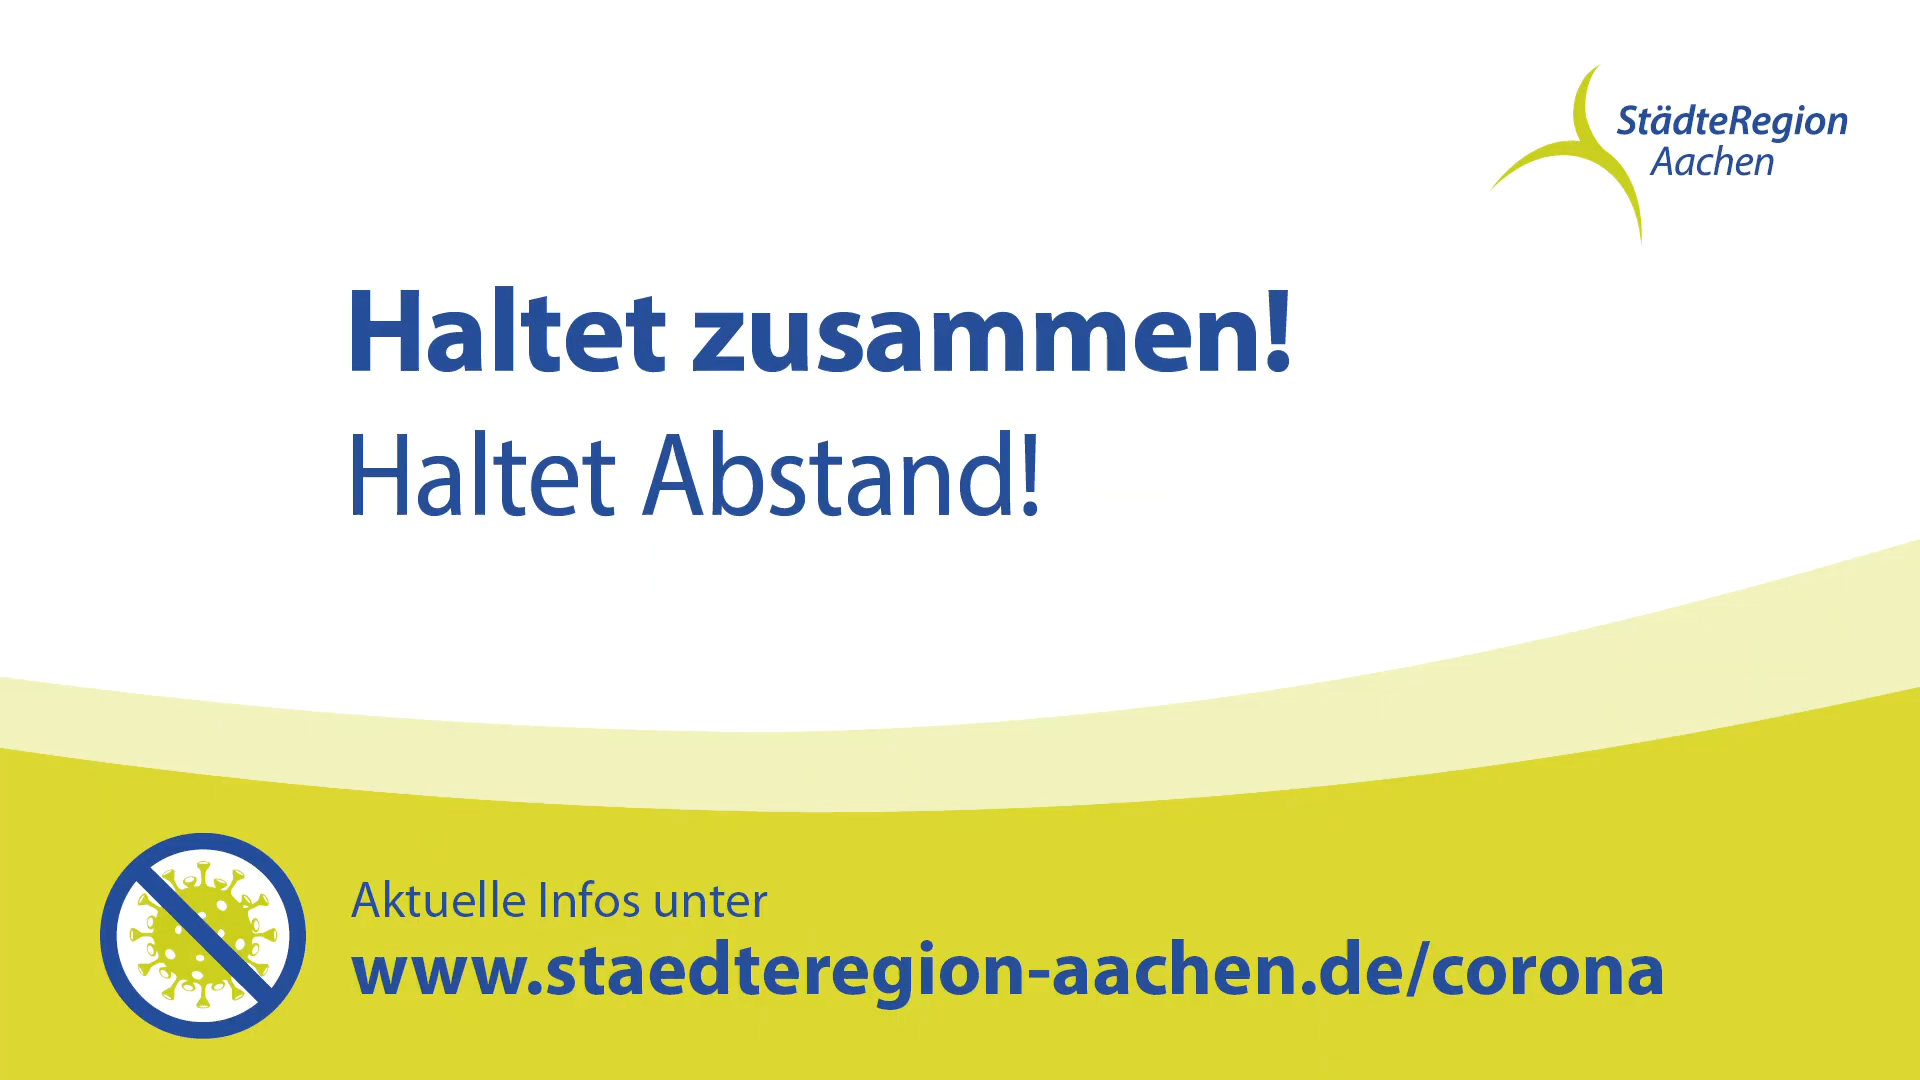 StädteRegion
Aachen
Haltet zusammen!
Haltet Abstand!
Aktuelle Infos unter
www.staedteregion-aachen.de/corona